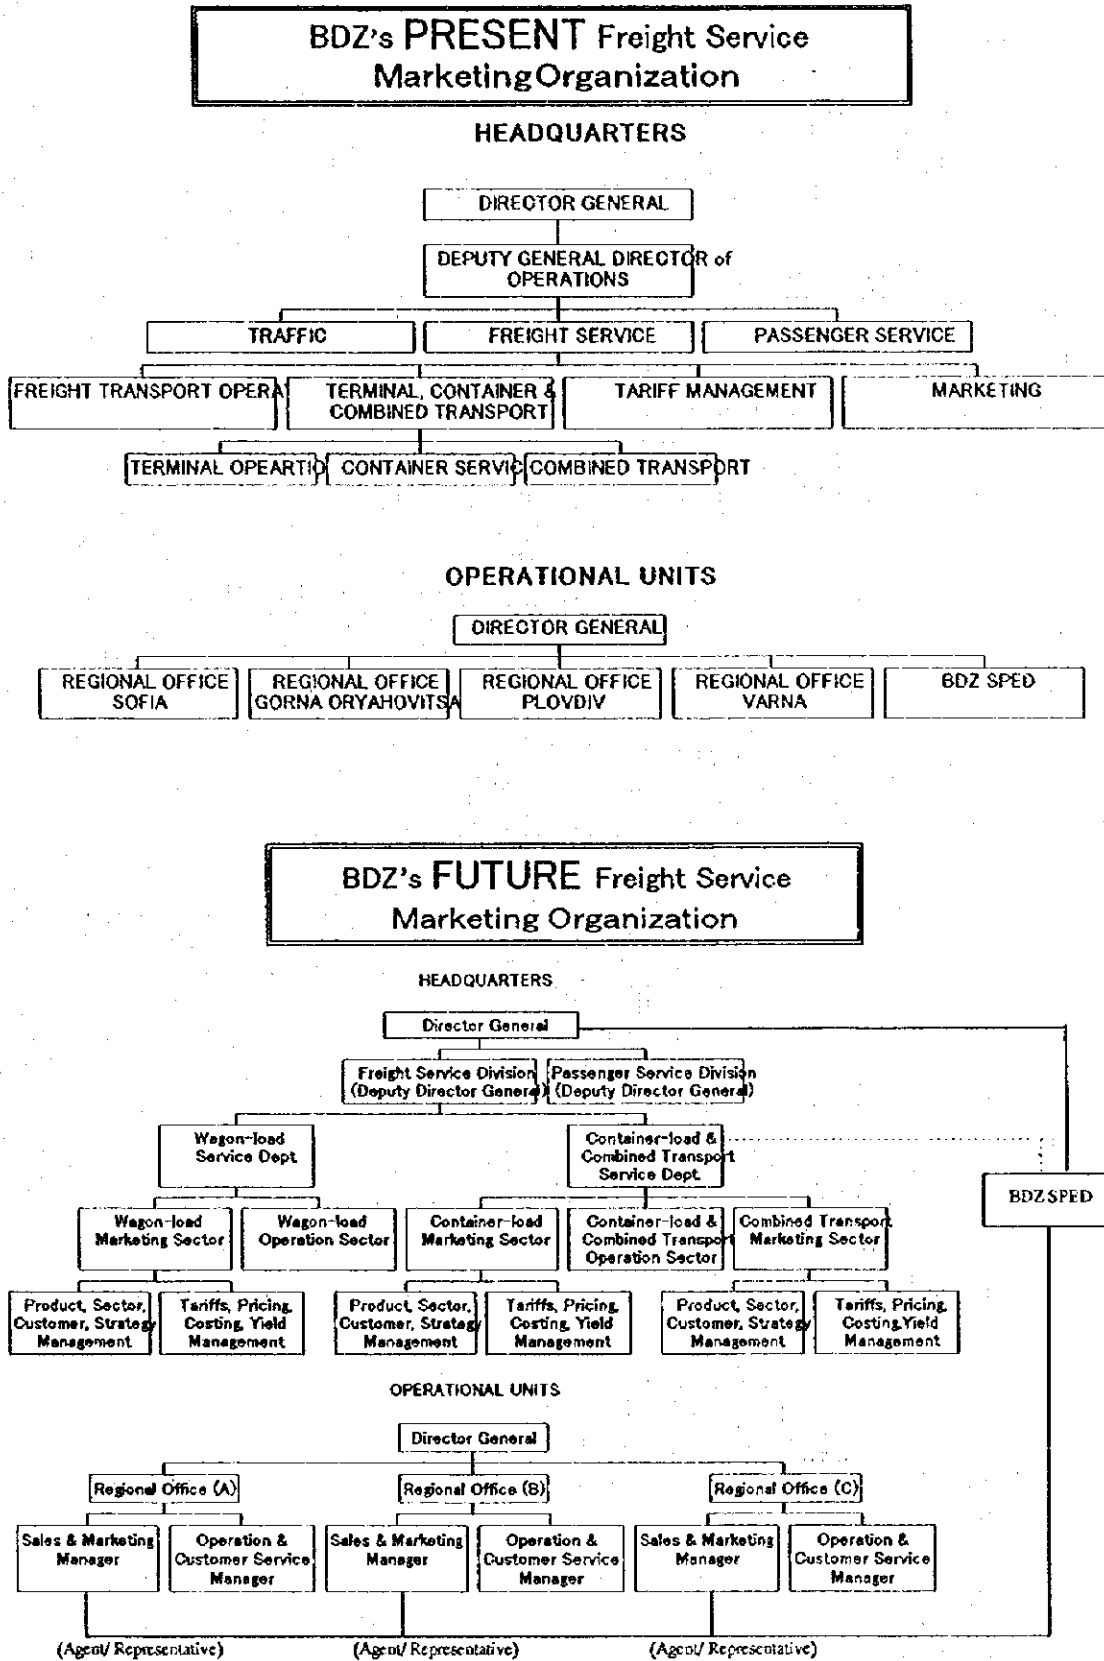 BDZ's PRESENT Freight Service
Marketing Organization
HEADQUARTERS
DIRECTOR GENERAL
DEPUTY GENERAL DIRECTOR of
OPERATIONS
TRAFFIC
FREIGHT SERVICE
PASSENGER SERVICE
FREIGHT TRANSPORT OPERA
TERMINAL, CONTAINER &
COMBINED TRANSPORT
TARIFF MANAGEMENT
MARKETING
TERMINAL OPEARTIO
CONTAINER SERVIC
COMBINED TRANSPORT
OPERATIONAL UNITS
DIRECTOR GENERAL
REGIONAL OFFICE
SOFIA
REGIONAL OFFICE
GORNA ORYAHOVITSA
REGIONAL OFFICE
PLOVDIV
REGIONAL OFFICE
VARNA
BDZ SPED
BDZ's FUTURE Freight Service
Marketing Organization
HEADQUARTERS
Director General
Freight Service Division
(Deputy Director General)
Passenger Service Division
(Deputy Director General)
Wagon-load
Service Dept.
Container-load &
Combined Transport
Service Dept.
BDZ SPED
Wagon-load
Marketing Sector
Wagon-load
Operation Sector
Container-load
Marketing Sector
Container-load &
Combined Transport
Operation Sector
Combined Transport
Marketing Sector
Product, Sector,
Customer, Strategy
Management
Tariffs, Pricing,
Costing, Yield
Management
Product, Sector,
Customer, Strategy
Management
Tariffs, Pricing,
Costing, Yield
Management
Product, Sector,
Customer, Strategy
Management
Tariffs, Pricing,
Costing, Yield
Management
OPERATIONAL UNITS
Director General
Regional Office (A)
Regional Office (B)
Regional Office (C)
Sales & Marketing
Manager
Operation &
Customer Service
Manager
Sales & Marketing
Manager
Operation &
Customer Service
Manager
Sales & Marketing
Manager
Operation &
Customer Service
Manager
(Agent/ Representative)
(Agent/ Representative)
(Agent/ Representative)